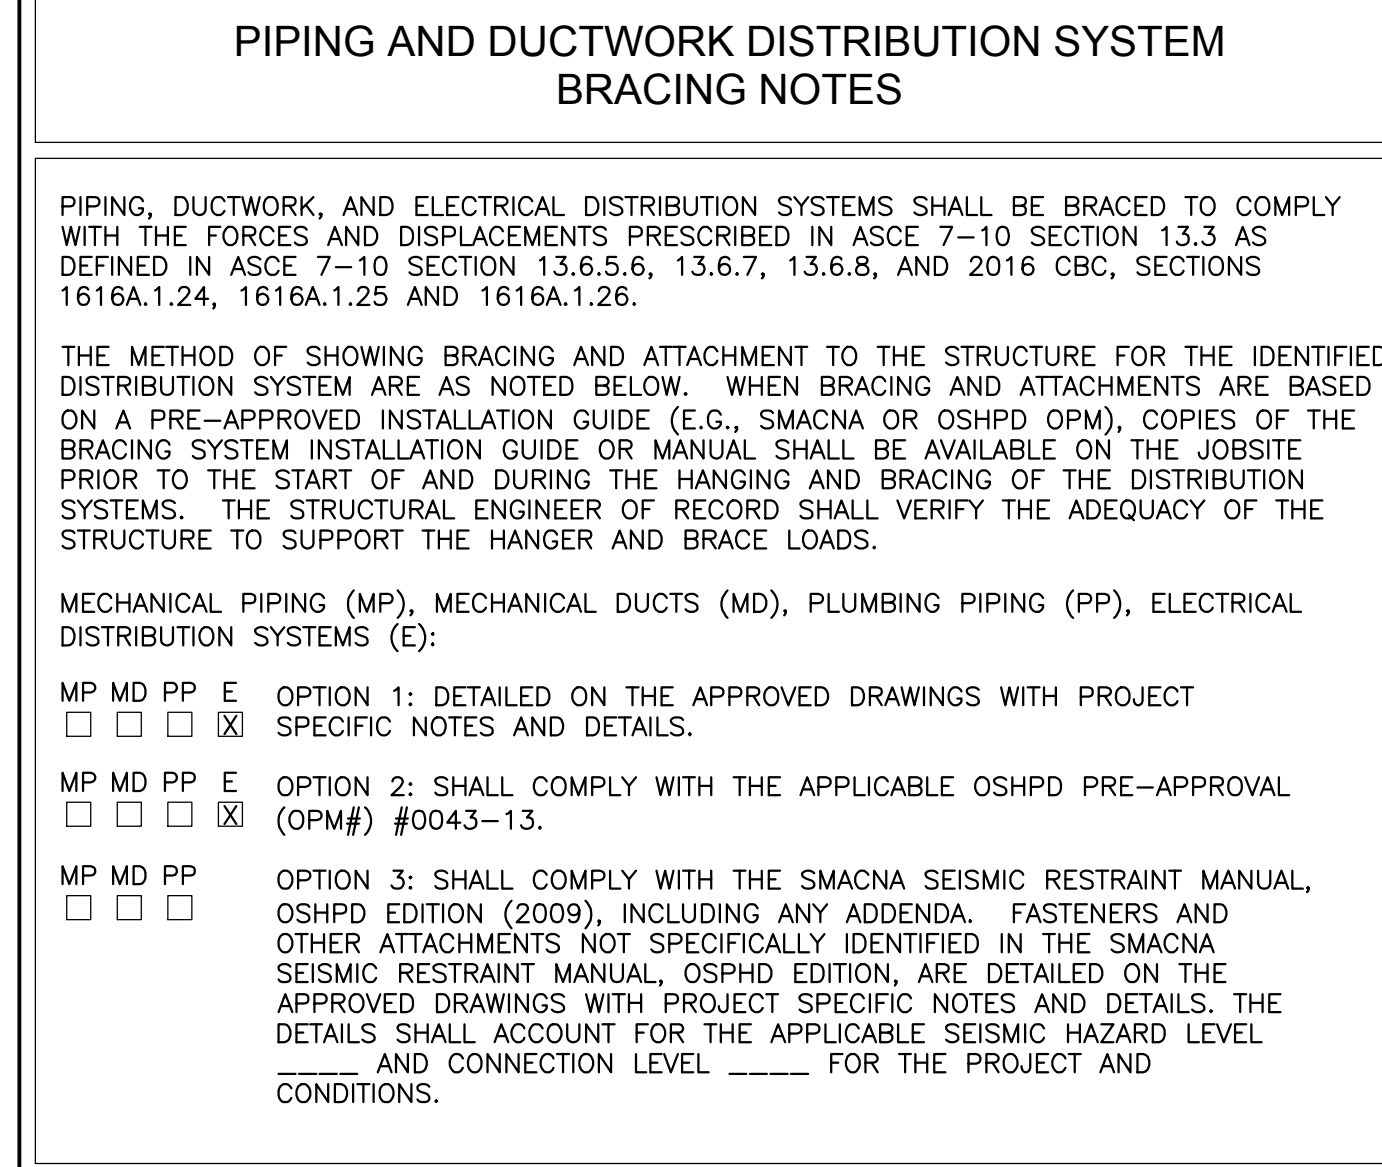 PIPING AND DUCTWORK DISTRIBUTION SYSTEM
BRACING NOTES
PIPING, DUCTWORK, AND ELECTRICAL DISTRIBUTION SYSTEMS SHALL BE BRACED TO COMPLY
WITH THE FORCES AND DISPLACEMENTS PRESCRIBED IN ASCE 7-10 SECTION 13.3 AS
DEFINED IN ASCE 7-10 SECTION 13.6.5.6, 13.6.7, 13.6.8, AND 2016 CBC, SECTIONS
1616A.1.24, 1616A.1.25 AND 1616A.1.26.
THE METHOD OF SHOWING BRACING AND ATTACHMENT TO THE STRUCTURE FOR THE IDENTIFIED
DISTRIBUTION SYSTEM ARE AS NOTED BELOW. WHEN BRACING AND ATTACHMENTS ARE BASED
ON A PRE-APPROVED INSTALLATION GUIDE (E.G., SMACNA OR OSHPD OPM), COPIES OF THE
BRACING SYSTEM INSTALLATION GUIDE OR MANUAL SHALL BE AVAILABLE ON THE JOBSITE
PRIOR TO THE START OF AND DURING THE HANGING AND BRACING OF THE DISTRIBUTION
SYSTEMS. THE STRUCTURAL ENGINEER OF RECORD SHALL VERIFY THE ADEQUACY OF THE
STRUCTURE TO SUPPORT THE HANGER AND BRACE LOADS.
MECHANICAL PIPING (MP), MECHANICAL DUCTS (MD), PLUMBING PIPING (PP), ELECTRICAL
DISTRIBUTION SYSTEMS (E):
MP MD PP E OPTION 1: DETAILED ON THE APPROVED DRAWINGS WITH PROJECT
☐ ☐ ☐ X SPECIFIC NOTES AND DETAILS.
MP MD PP E OPTION 2: SHALL COMPLY WITH THE APPLICABLE OSHPD PRE-APPROVAL
☐ ☐ ☐ X (OPM#) #0043-13.
MP MD PP OPTION 3: SHALL COMPLY WITH THE SMACNA SEISMIC RESTRAINT MANUAL,
☐ ☐ ☐ OSHPD EDITION (2009), INCLUDING ANY ADDENDA. FASTENERS AND
OTHER ATTACHMENTS NOT SPECIFICALLY IDENTIFIED IN THE SMACNA
SEISMIC RESTRAINT MANUAL, OSPHD EDITION, ARE DETAILED ON THE
APPROVED DRAWINGS WITH PROJECT SPECIFIC NOTES AND DETAILS. THE
DETAILS SHALL ACCOUNT FOR THE APPLICABLE SEISMIC HAZARD LEVEL
____ AND CONNECTION LEVEL ____ FOR THE PROJECT AND
CONDITIONS.